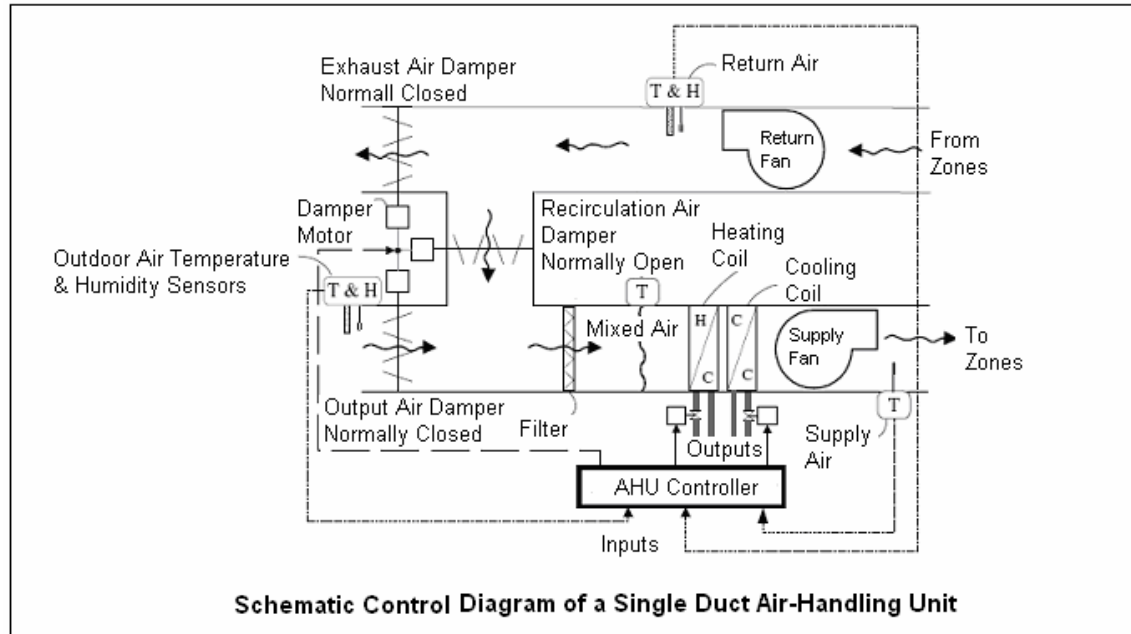 Exhaust Air Damper
Normall Closed
T & H
Return Air
Return
Fan
From
Zones
Damper
Motor
Recirculation Air
Damper
Normally Open
Heating
Coil
Cooling
Coil
Outdoor Air Temperature
& Humidity Sensors
T & H
T
Mixed Air
H
C
C
C
Supply
Fan
To
Zones
Output Air Damper
Normally Closed
Filter
Outputs
T
Supply
Air
AHU Controller
Inputs
Schematic Control Diagram of a Single Duct Air-Handling Unit